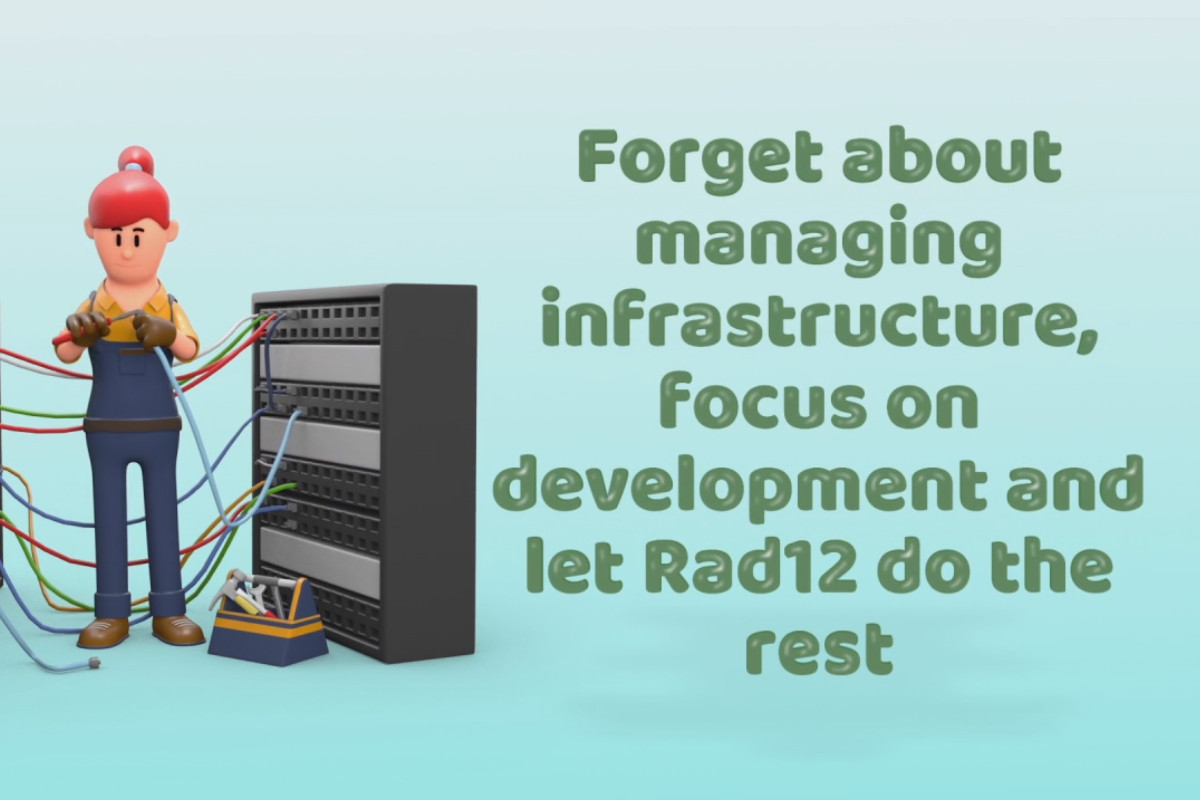 Forget about
managing
infrastructure,
focus on
development and
let Rad12 do the
rest